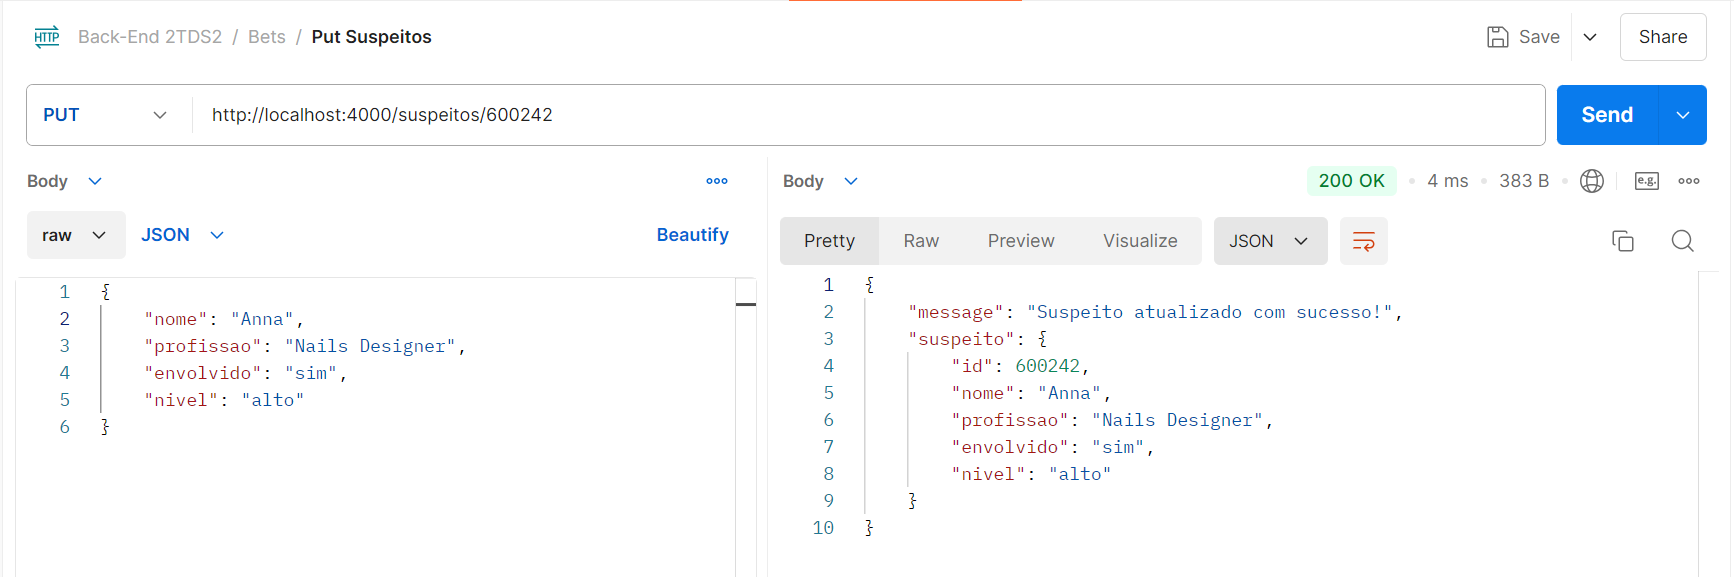 HTTP Back-End 2TDS2 / Bets / Put Suspeitos Save Share
PUT http://localhost:4000/suspeitos/600242 Send
Body
raw JSON Beautify
1 {
2 "nome": "Anna",
3 "profissao": "Nails Designer",
4 "envolvido": "sim",
5 "nivel": "alto"
6 }
Body 200 OK 4 ms 383 B e.g.
Pretty Raw Preview Visualize JSON
1 {
2 "message": "Suspeito atualizado com sucesso!",
3 "suspeito": {
4 "id": 600242,
5 "nome": "Anna",
6 "profissao": "Nails Designer",
7 "envolvido": "sim",
8 "nivel": "alto"
9 }
10 }